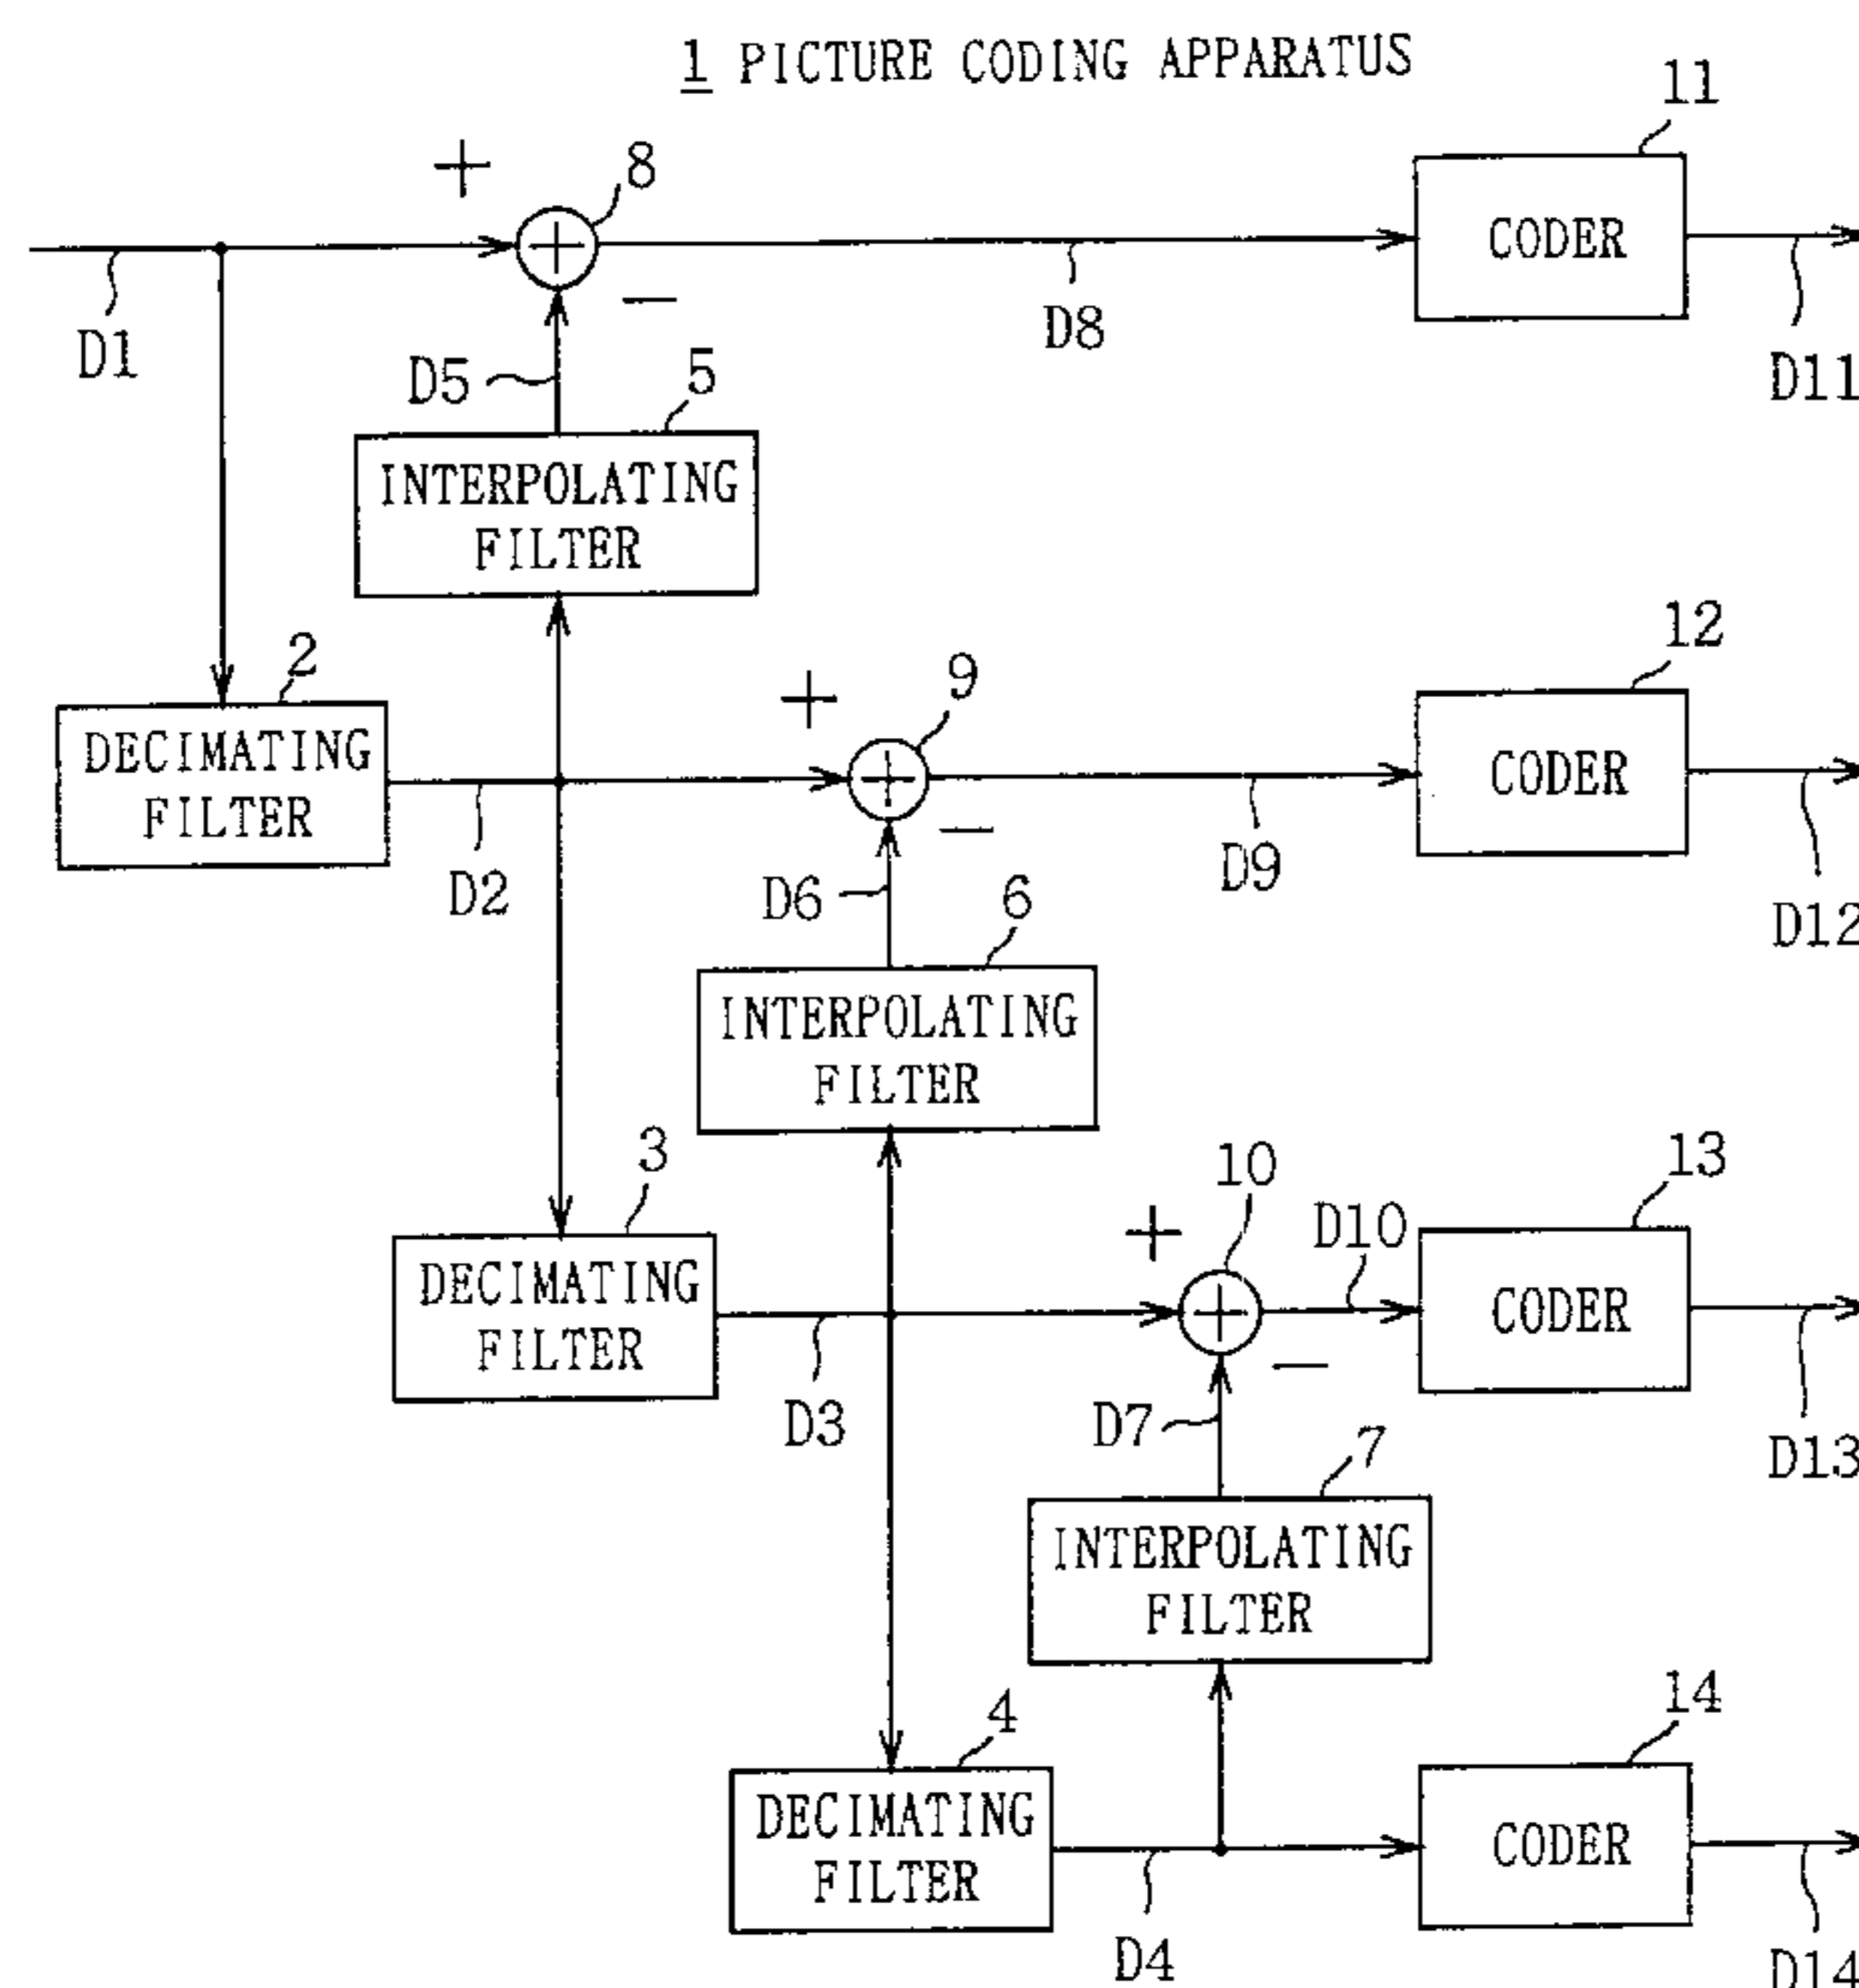 1 PICTURE CODING APPARATUS
11
+
8
CODER
−
D1
D8
D11
D5
5
INTERPOLATING
FILTER
2
12
+
9
DECIMATING
FILTER
CODER
−
D2
D6
D9
D12
6
INTERPOLATING
FILTER
3
10
13
+
D10
DECIMATING
FILTER
CODER
−
D3
D7
D13
7
INTERPOLATING
FILTER
4
14
DECIMATING
FILTER
CODER
D4
D14